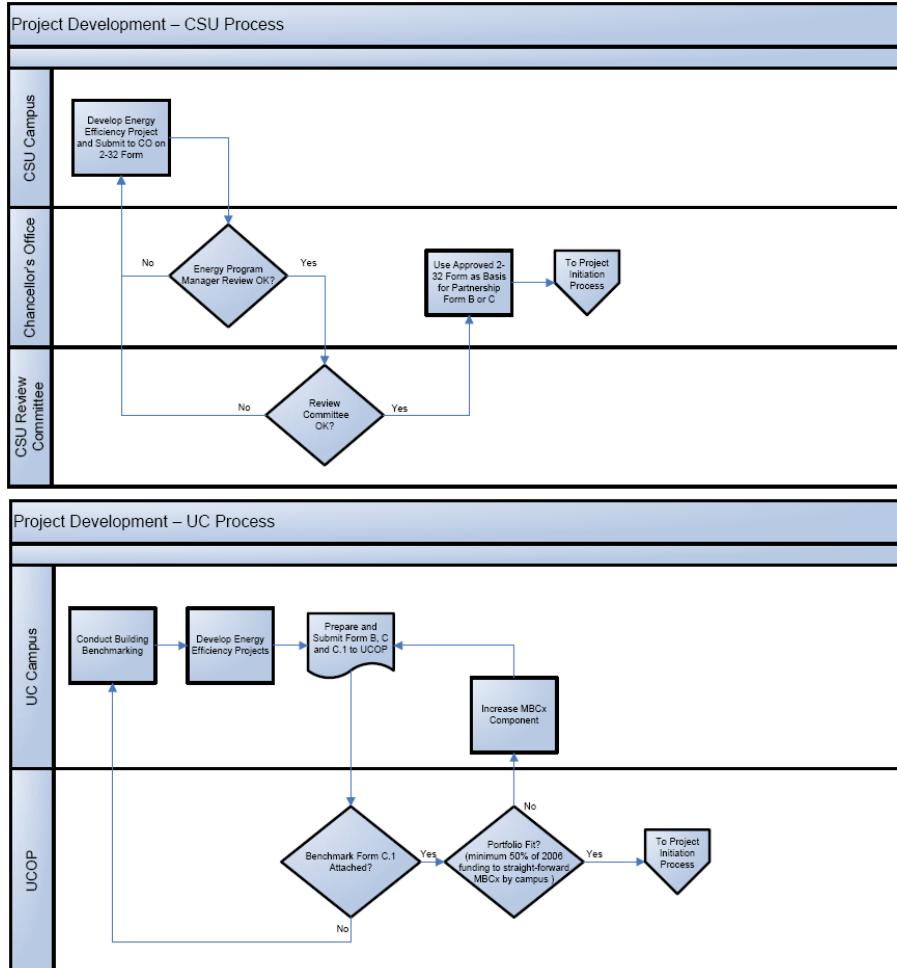 Project Development – CSU Process
CSU Campus
Develop Energy
Efficiency Project
and Submit to CO on
2-32 Form
Chancellor's Office
No
Energy Program
Manager Review OK?
Yes
Use Approved 2-
32 Form as Basis
for Partnership
Form B or C
To Project
Initiation
Process
CSU Review
Committee
No
Review
Committee
OK?
Yes
Project Development – UC Process
UC Campus
Conduct Building
Benchmarking
Develop Energy
Efficiency Projects
Prepare and
Submit Form B, C
and C.1 to UCOP
Increase MBCx
Component
UCOP
Benchmark Form C.1
Attached?
Yes
No
No
Portfolio Fit?
(minimum 50% of 2006
funding to straight-forward
MBCx by campus )
Yes
To Project
Initiation
Process